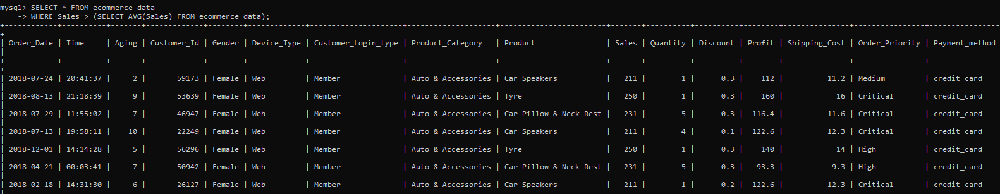 mysql> SELECT * FROM ecommerce_data
    -> WHERE Sales > (SELECT AVG(Sales) FROM ecommerce_data);
+------------+----------+-------+-------------+--------+-------------+---------------------+--------------------+------------------------+-------+----------+----------+--------+---------------+----------------+----------------
+
| Order_Date | Time     | Aging | Customer_Id | Gender | Device_Type | Customer_Login_type | Product_Category   | Product                | Sales | Quantity | Discount | Profit | Shipping_Cost | Order_Priority | Payment_method
|
+------------+----------+-------+-------------+--------+-------------+---------------------+--------------------+------------------------+-------+----------+----------+--------+---------------+----------------+----------------
+
| 2018-07-24 | 20:41:37 |     2 |       59173 | Female | Web         | Member              | Auto & Accessories | Car Speakers           |   211 |        1 |      0.3 |    112 |          11.2 | Medium         | credit_card
|
| 2018-08-13 | 21:18:39 |     9 |       53639 | Female | Web         | Member              | Auto & Accessories | Tyre                   |   250 |        1 |      0.3 |    160 |            16 | Critical       | credit_card
|
| 2018-07-29 | 11:55:02 |     7 |       46947 | Female | Web         | Member              | Auto & Accessories | Car Pillow & Neck Rest |   231 |        5 |      0.3 |  116.4 |          11.6 | Critical       | credit_card
|
| 2018-07-13 | 19:58:11 |    10 |       22249 | Female | Web         | Member              | Auto & Accessories | Car Speakers           |   211 |        4 |      0.1 |  122.6 |          12.3 | Critical       | credit_card
|
| 2018-12-01 | 14:14:28 |     5 |       56296 | Female | Web         | Member              | Auto & Accessories | Tyre                   |   250 |        1 |      0.3 |    140 |            14 | High           | credit_card
|
| 2018-04-21 | 00:03:41 |     7 |       50942 | Female | Web         | Member              | Auto & Accessories | Car Pillow & Neck Rest |   231 |        5 |      0.3 |   93.3 |           9.3 | High           | credit_card
|
| 2018-02-18 | 14:31:30 |     6 |       26127 | Female | Web         | Member              | Auto & Accessories | Car Speakers           |   211 |        1 |      0.2 |  122.6 |          12.3 | High           | credit_card
|